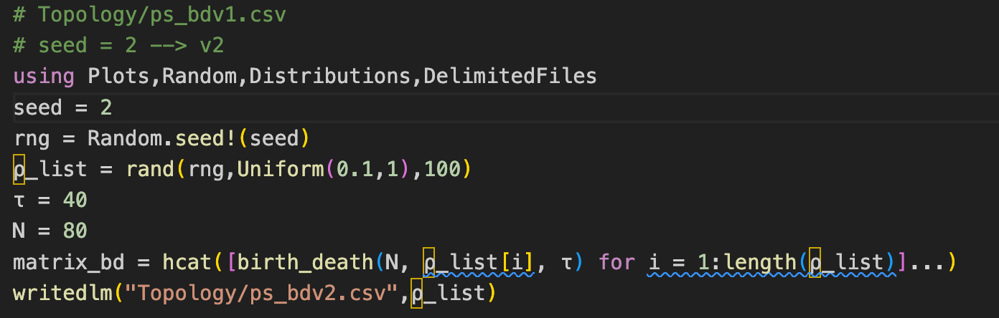 # Topology/ps_bdv1.csv
# seed = 2 --> v2
using Plots,Random,Distributions,DelimitedFiles
seed = 2
rng = Random.seed!(seed)
ρ_list = rand(rng,Uniform(0.1,1),100)
τ = 40
N = 80
matrix_bd = hcat([birth_death(N, ρ_list[i], τ) for i = 1:length(ρ_list)]...)
writedlm("Topology/ps_bdv2.csv",ρ_list)